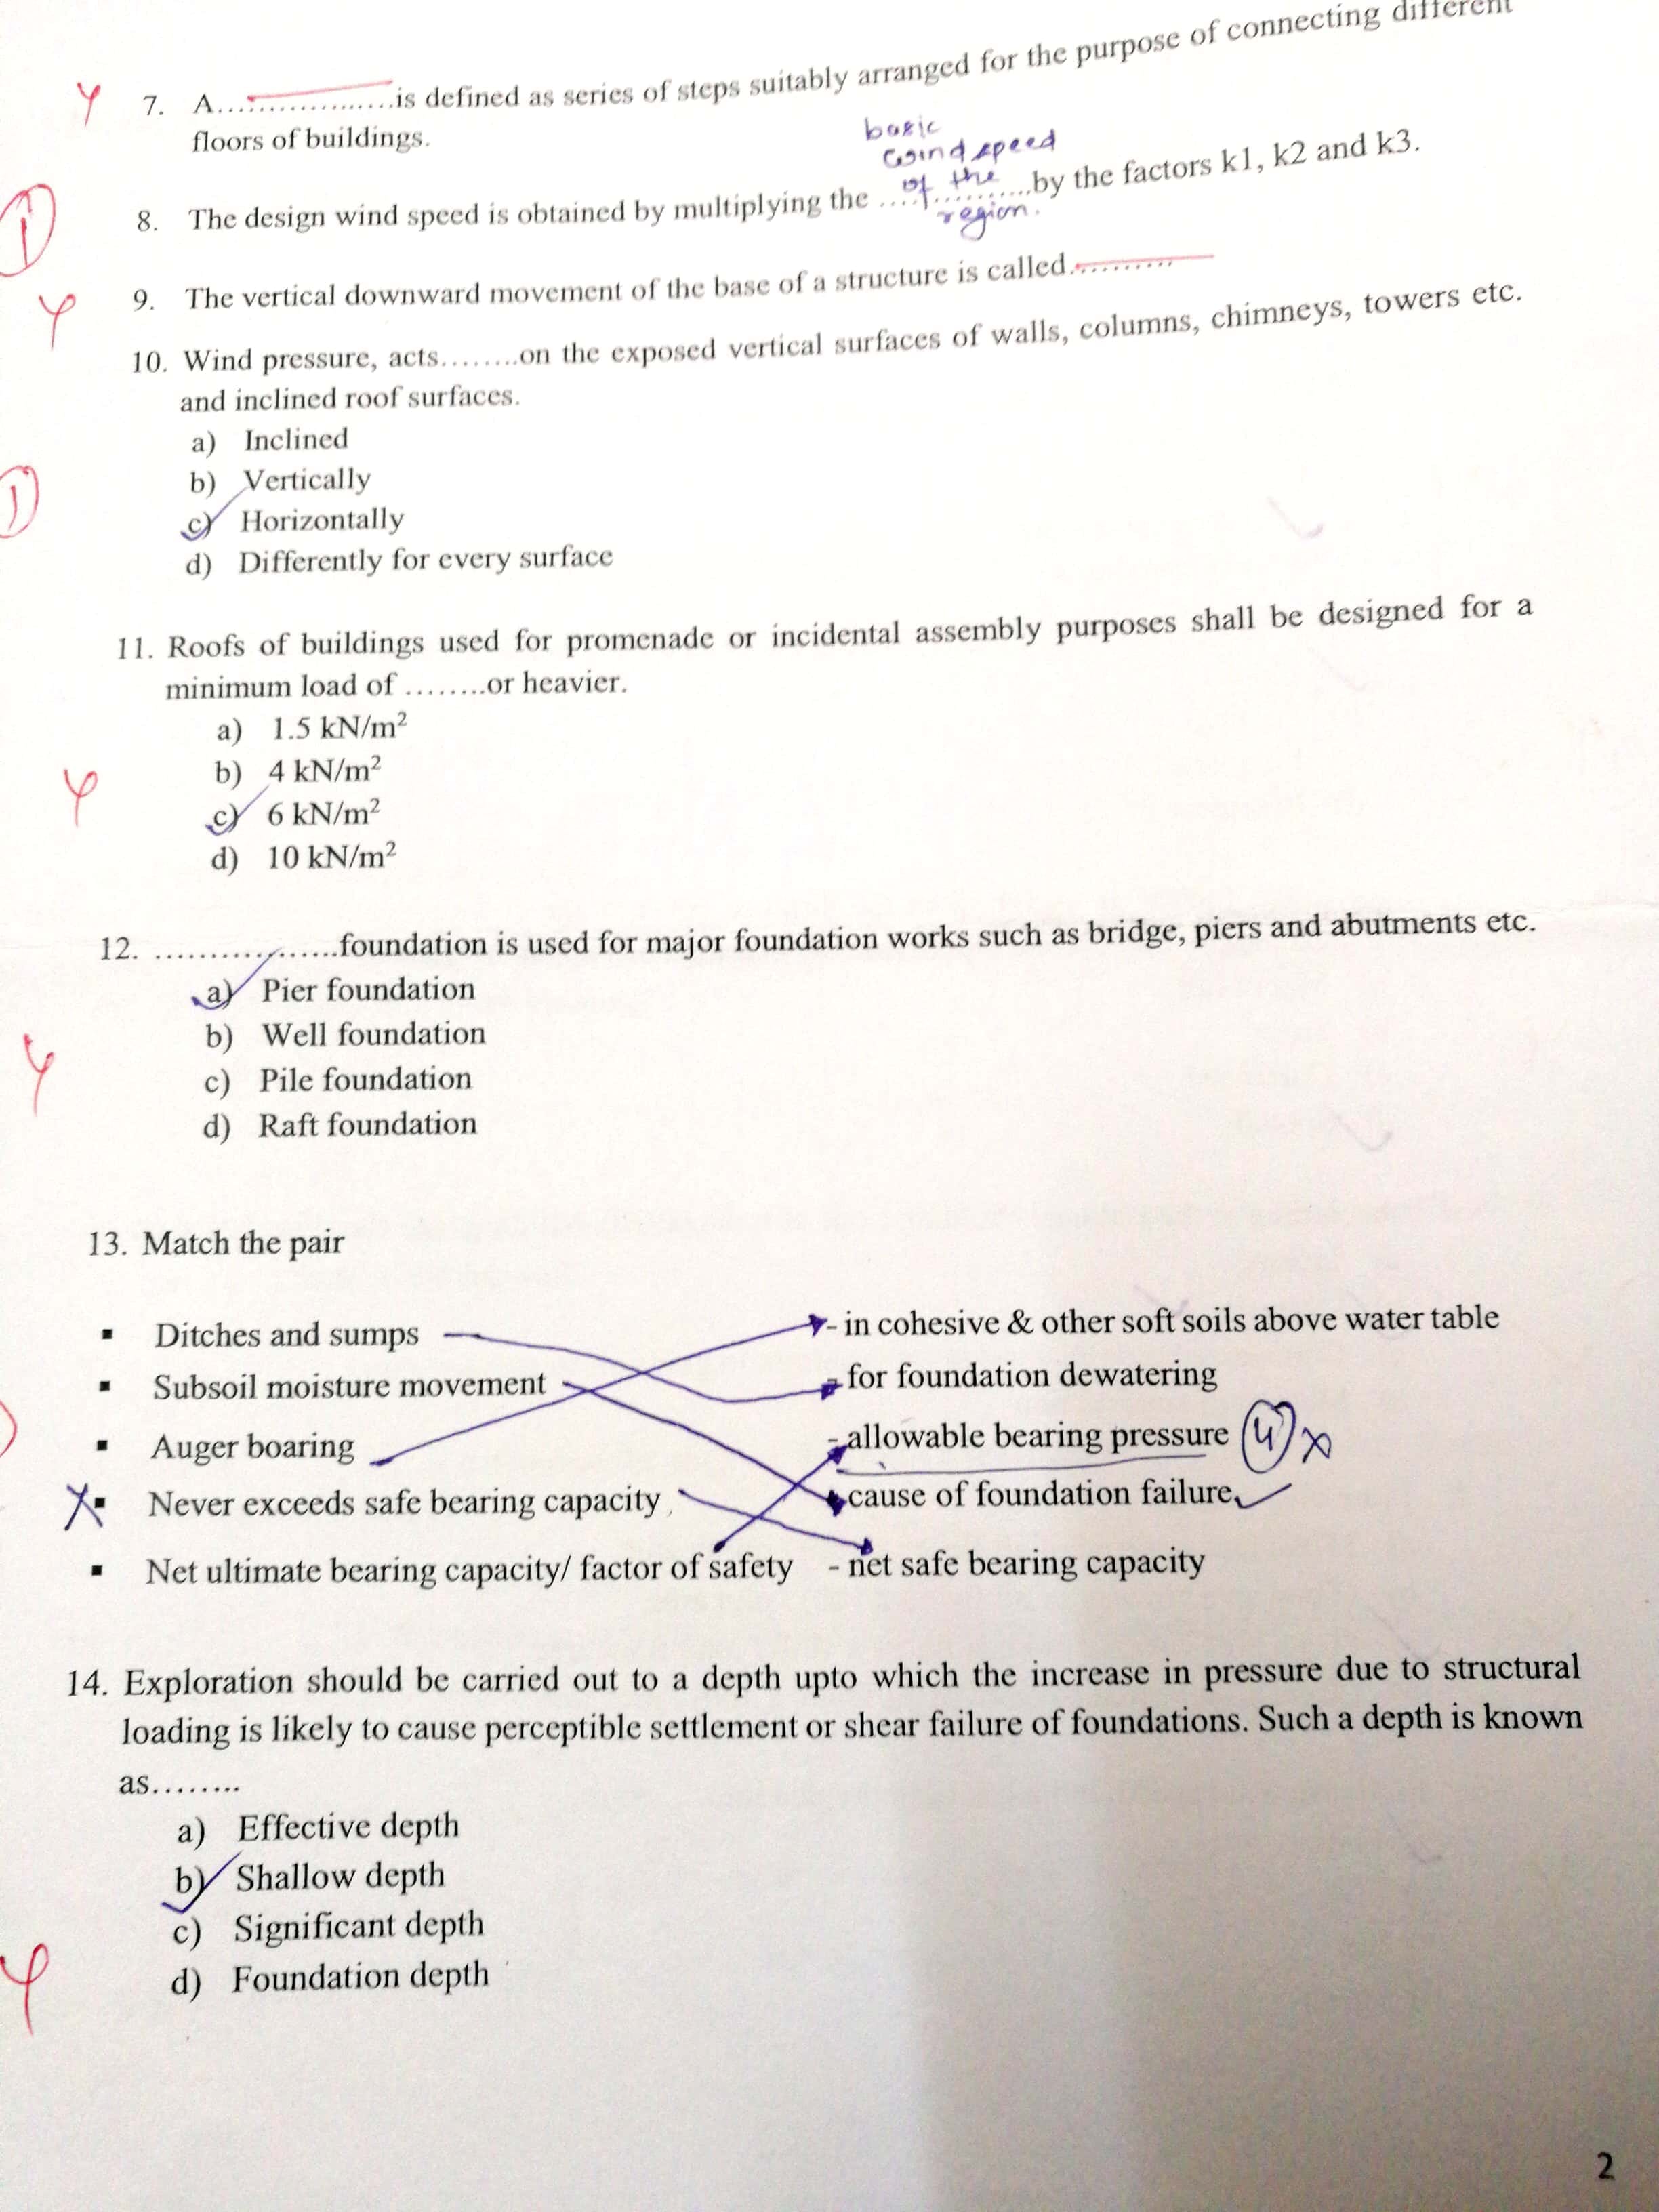 7. A..................is defined as series of steps suitably arranged for the purpose of connecting different
floors of buildings.
basic
wind speed
of the
region.
8. The design wind speed is obtained by multiplying the ..................by the factors k1, k2 and k3.
9. The vertical downward movement of the base of a structure is called..........
10. Wind pressure, acts........on the exposed vertical surfaces of walls, columns, chimneys, towers etc.
and inclined roof surfaces.
a) Inclined
b) Vertically
c) Horizontally
d) Differently for every surface
11. Roofs of buildings used for promenade or incidental assembly purposes shall be designed for a
minimum load of ........or heavier.
a) 1.5 kN/m²
b) 4 kN/m²
c) 6 kN/m²
d) 10 kN/m²
12. ..................foundation is used for major foundation works such as bridge, piers and abutments etc.
a) Pier foundation
b) Well foundation
c) Pile foundation
d) Raft foundation
13. Match the pair
▪ Ditches and sumps - in cohesive & other soft soils above water table
▪ Subsoil moisture movement - for foundation dewatering
▪ Auger boaring - allowable bearing pressure 4 x
x ▪ Never exceeds safe bearing capacity - cause of foundation failure
▪ Net ultimate bearing capacity/ factor of safety - net safe bearing capacity
14. Exploration should be carried out to a depth upto which the increase in pressure due to structural
loading is likely to cause perceptible settlement or shear failure of foundations. Such a depth is known
as........
a) Effective depth
b) Shallow depth
c) Significant depth
d) Foundation depth
2